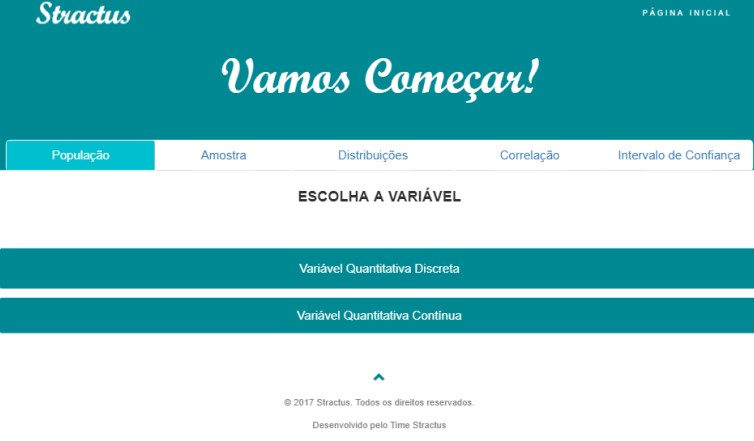 Stractus
PÁGINA INICIAL
Vamos Começar!
População
Amostra
Distribuições
Correlação
Intervalo de Confiança
ESCOLHA A VARIÁVEL
Variável Quantitativa Discreta
Variável Quantitativa Contínua
© 2017 Stractus. Todos os direitos reservados.
Desenvolvido pelo Time Stractus